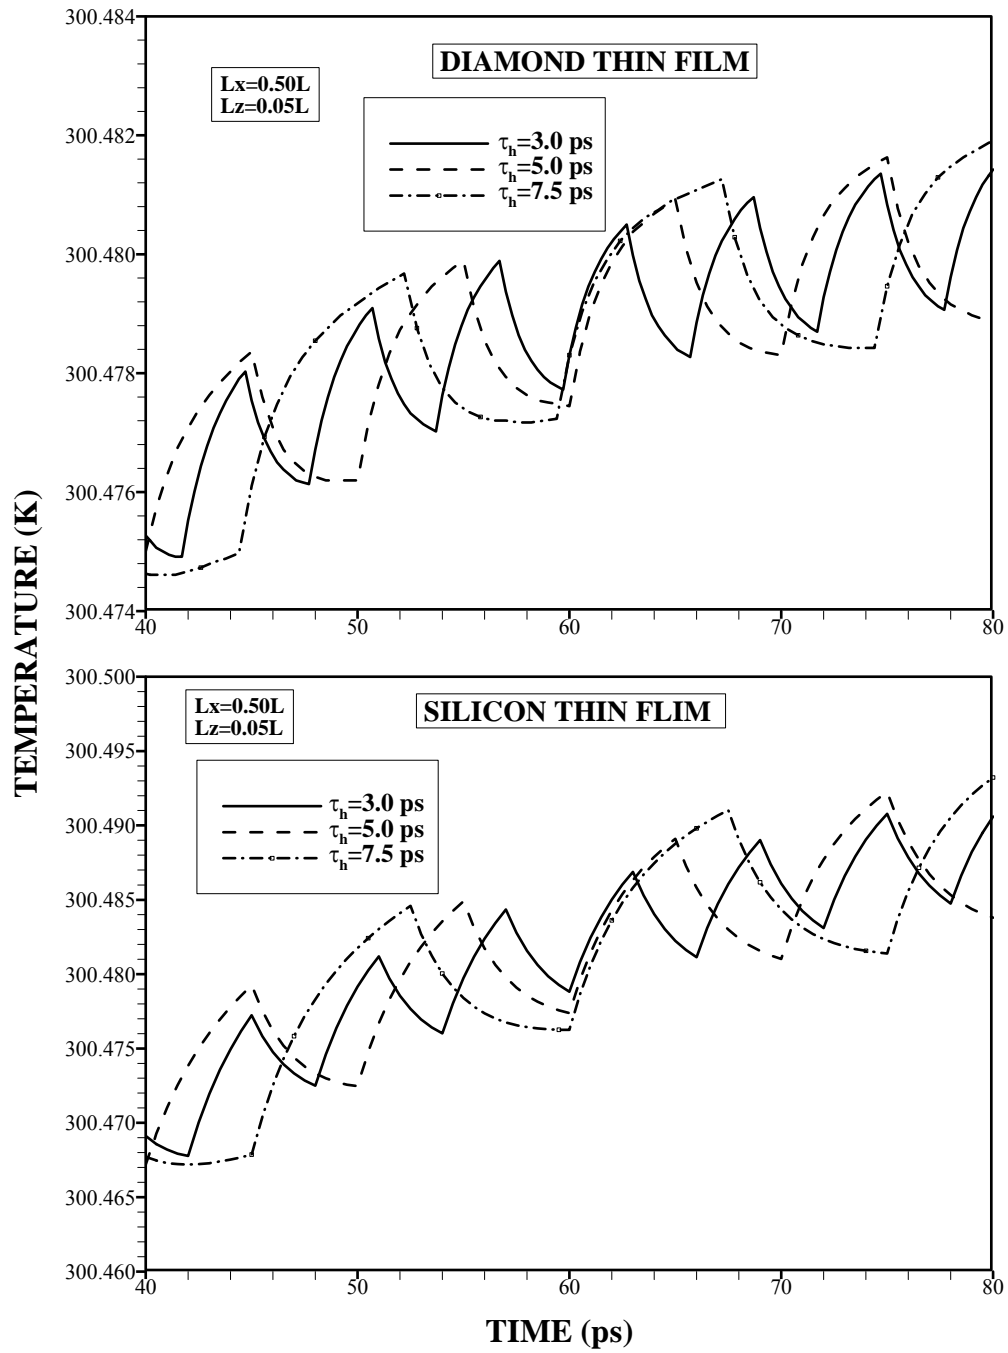 TEMPERATURE (K)
300.484
300.482
300.480
300.478
300.476
300.474
DIAMOND THIN FILM
Lx=0.50L
Lz=0.05L
τh=3.0 ps
τh=5.0 ps
τh=7.5 ps
40 50 60 70 80
300.500
300.495
300.490
300.485
300.480
300.475
300.470
300.465
300.460
Lx=0.50L
Lz=0.05L
SILICON THIN FLIM
τh=3.0 ps
τh=5.0 ps
τh=7.5 ps
40 50 60 70 80
TIME (ps)